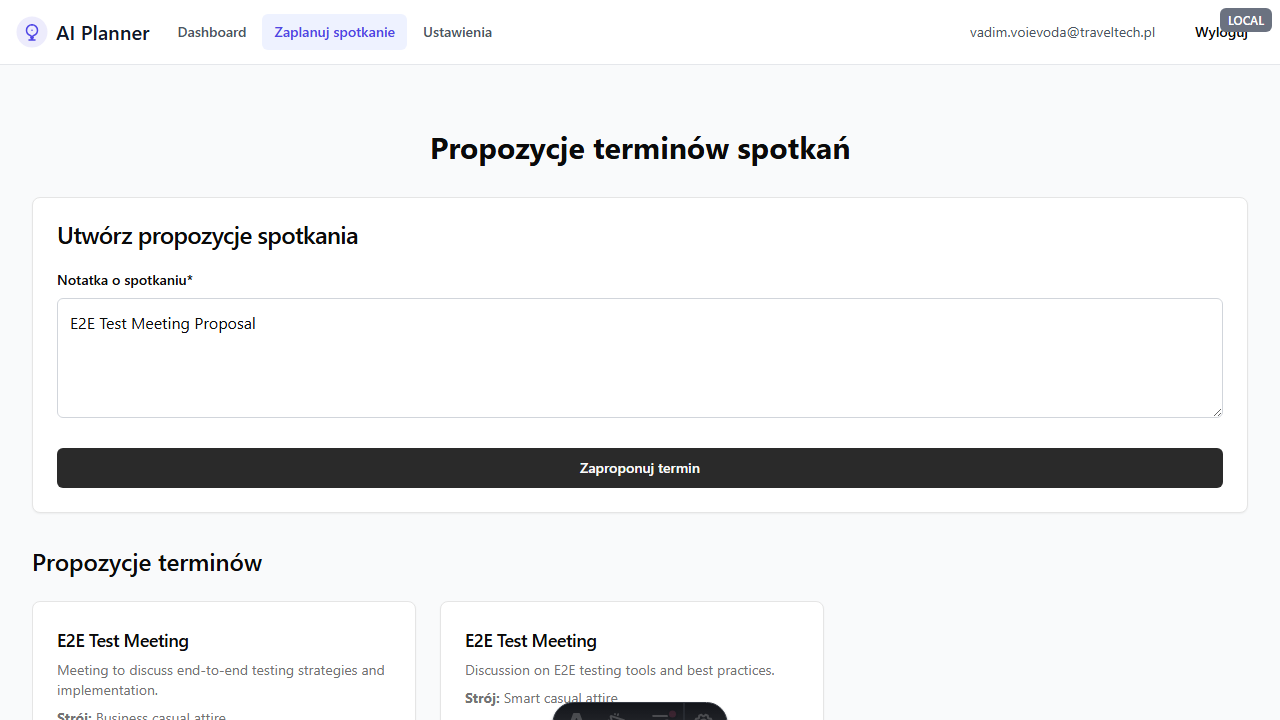 AI Planner
Dashboard
Zaplanuj spotkanie
Ustawienia
vadim.voievoda@traveltech.pl
LOCAL
Wyloguj
Propozycje terminów spotkań
Utwórz propozycje spotkania
Notatka o spotkaniu*
E2E Test Meeting Proposal
Zaproponuj termin
Propozycje terminów
E2E Test Meeting
Meeting to discuss end-to-end testing strategies and
implementation.
Strój: Business casual attire
E2E Test Meeting
Discussion on E2E testing tools and best practices.
Strój: Smart casual attire